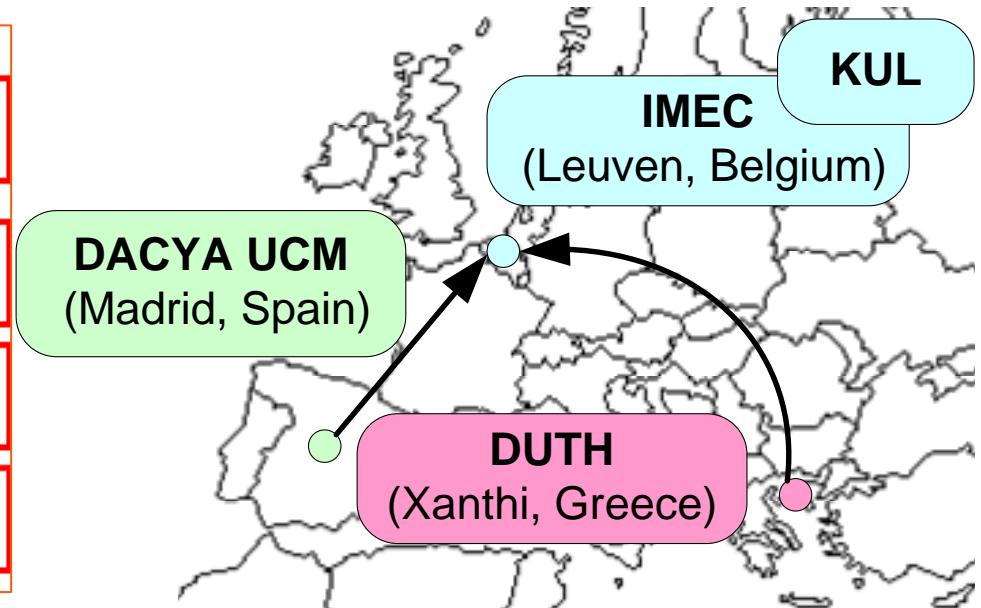 KUL
IMEC
(Leuven, Belgium)
DACYA UCM
(Madrid, Spain)
DUTH
(Xanthi, Greece)